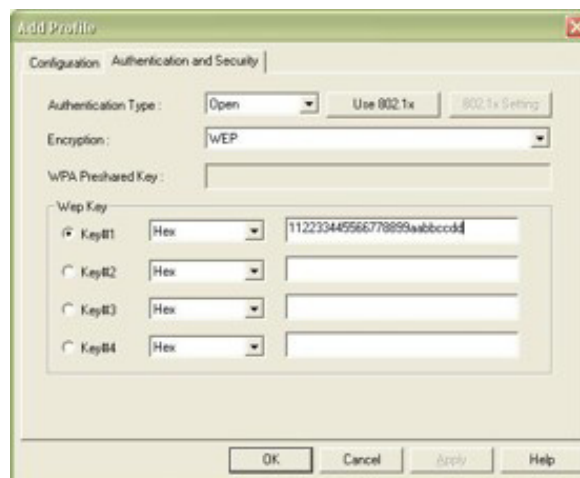 Add Profile
Configuration Authentication and Security
Authentication Type : Open Use 802.1x 802.1x Setting
Encryption : WEP
WPA Preshared Key :
Wep Key
Key#1 Hex 112233445566778899aabbccdd
Key#2 Hex
Key#3 Hex
Key#4 Hex
OK Cancel Apply Help